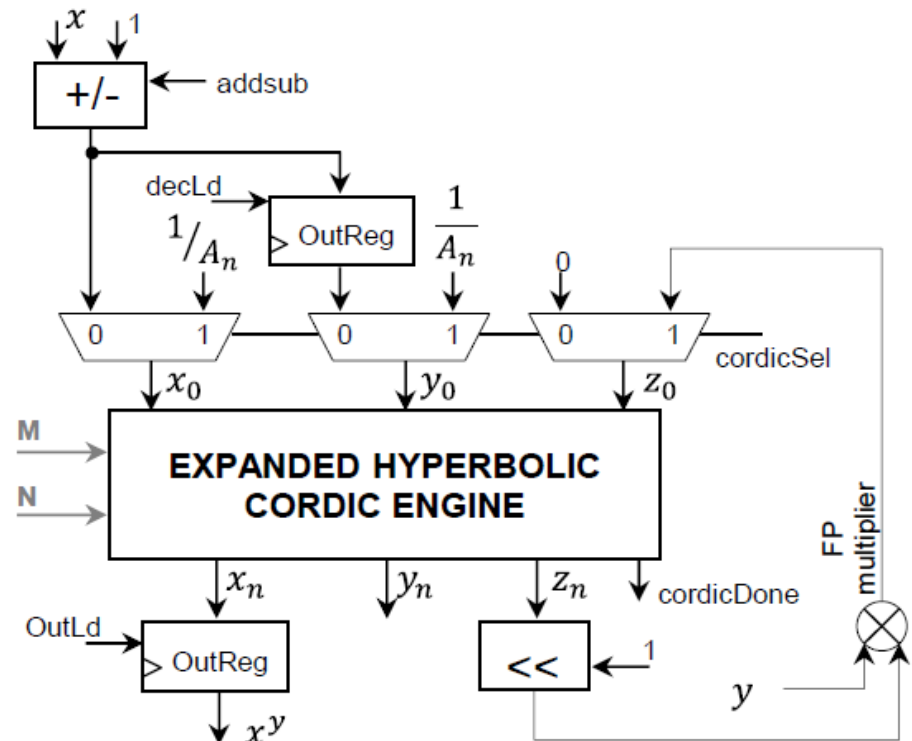 x 1
+/-
addsub
decLd
OutReg
1/Aₙ
1/Aₙ
0
0 1
0 1
0 1
cordicSel
x₀ y₀ z₀
M
N
EXPANDED HYPERBOLIC
CORDIC ENGINE
FP
multiplier
xₙ yₙ zₙ
cordicDone
OutLd
OutReg
<<
1
y
xʸ